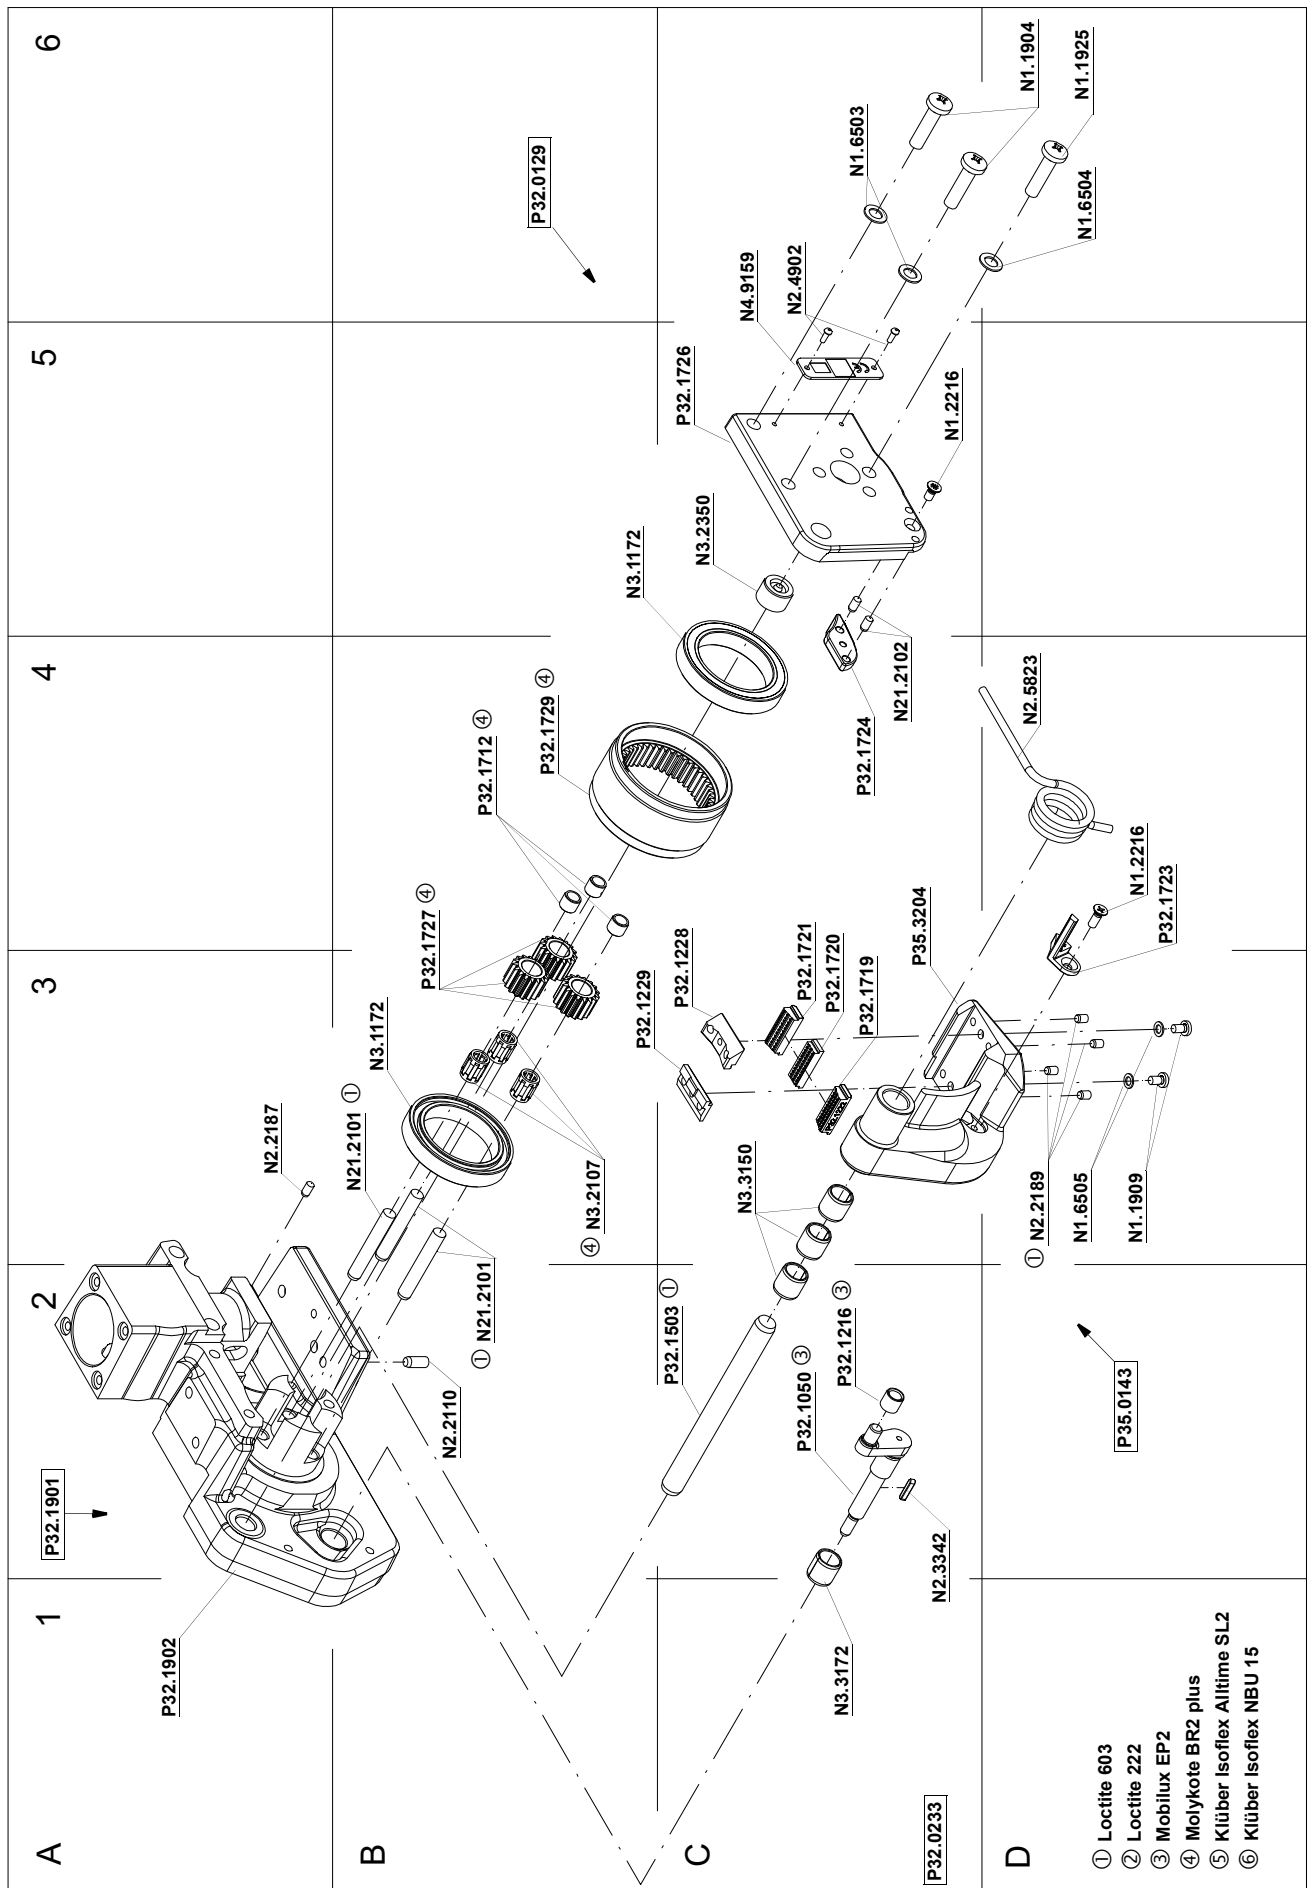 A
B
C
D
1
2
3
4
5
6
P32.1901
P32.1902
N2.2187
N21.2101 ①
N3.1172
P32.1727 ④
P32.1712 ④
P32.1729 ④
N3.1172
N3.2350
P32.1726
N4.9159
N2.4902
N1.6503
N1.1904
N1.1925
N1.6504
P32.0129
N1.2216
N21.2102
P32.1724
N2.5823
N1.2216
P32.1723
P35.3204
P32.1719
P32.1720
P32.1721
P32.1228
P32.1229
④ N3.2107
① N21.2101
N2.2110
N3.3150
P32.1503 ①
P32.1216 ③
P32.1050 ③
N2.3342
N3.3172
① N2.2189
N1.6505
N1.1909
P35.0143
P32.0233
① Loctite 603
② Loctite 222
③ Mobilux EP2
④ Molykote BR2 plus
⑤ Klüber Isoflex Alltime SL2
⑥ Klüber Isoflex NBU 15